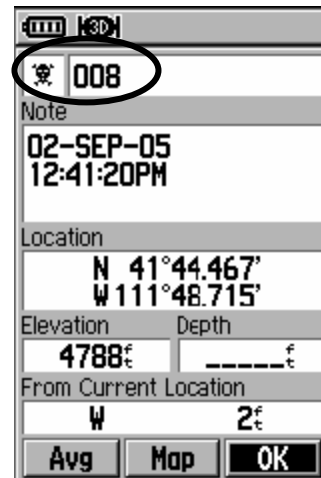 3D
008
Note
02-SEP-05
12:41:20PM
Location
N 41°44.467'
W111°48.715'
Elevation Depth
4788ft _____ft
From Current Location
W 2ft
Avg Map OK